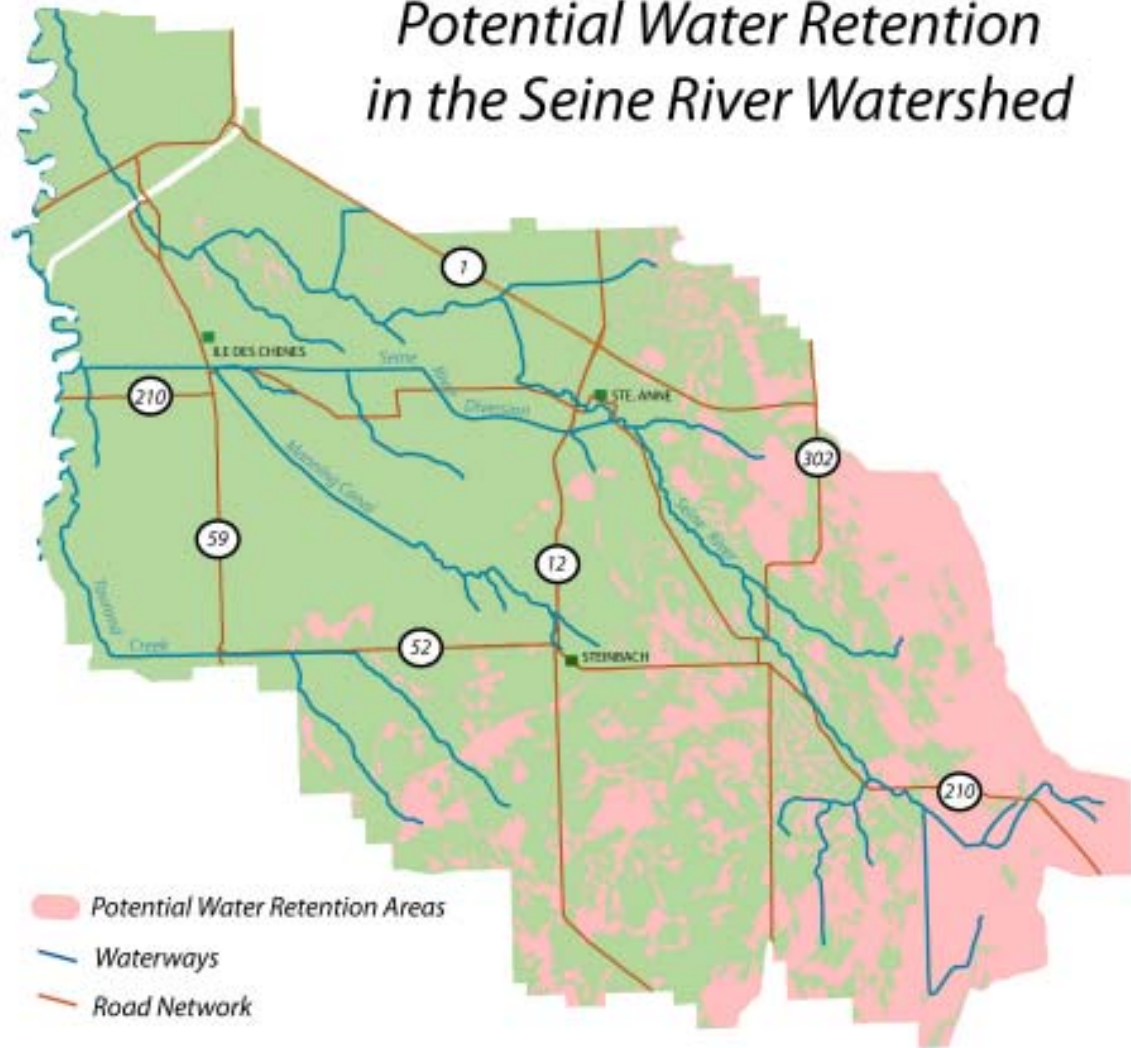 Potential Water Retention
in the Seine River Watershed
1
ILE DES CHENES
Seine
River
Diversion
210
STE. ANNE
302
Manning Canal
Seine River
59
12
Creek
52
STEINBACH
210
Potential Water Retention Areas
Waterways
Road Network